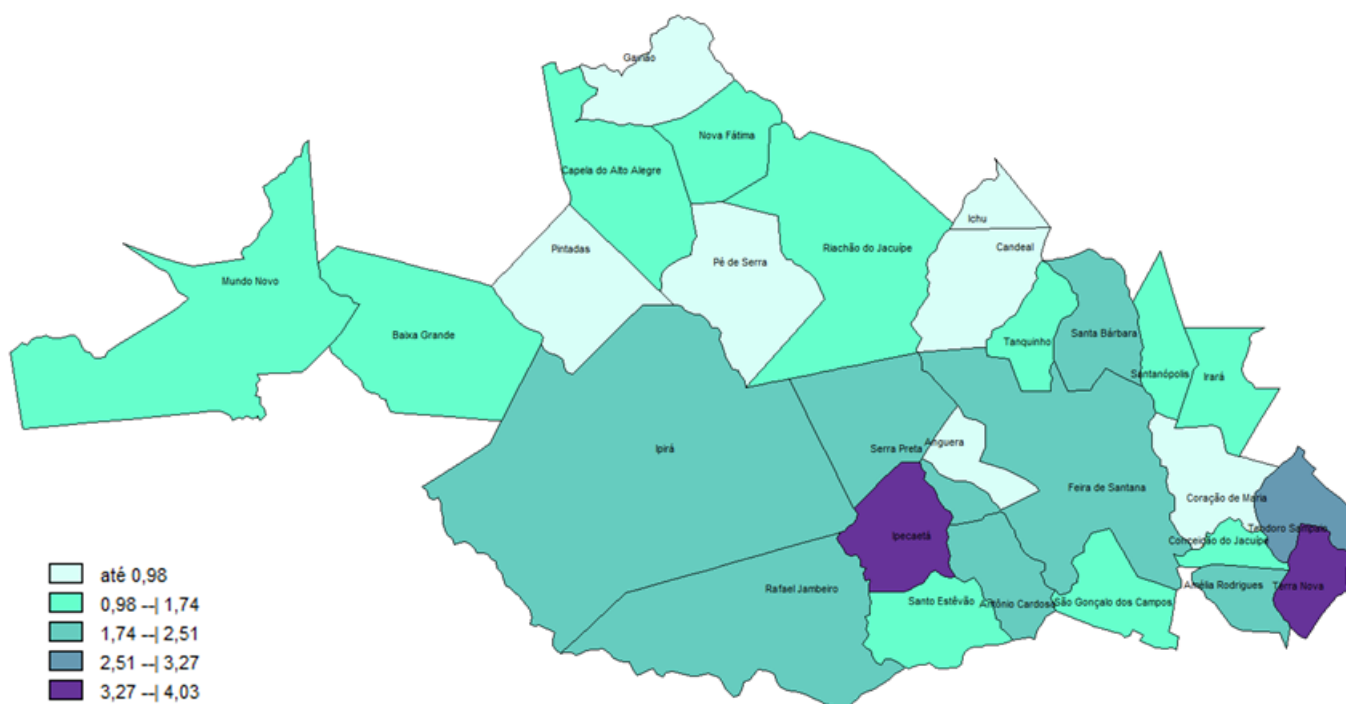 Gavião
Nova Fátima
Capela do Alto Alegre
Ichu
Pintadas
Riachão do Jacuípe
Candeal
Pé de Serra
Mundo Novo
Baixa Grande
Santa Bárbara
Tanquinho
Santanópolis
Irará
Anguera
Ipirá
Serra Preta
Feira de Santana
Coração de Maria
Teodoro Sampaio
Ipecaetá
Conceição do Jacuípe
Rafael Jambeiro
Amélia Rodrigues
Terra Nova
Santo Estêvão
Antônio Cardoso
São Gonçalo dos Campos
até 0,98
0,98 --| 1,74
1,74 --| 2,51
2,51 --| 3,27
3,27 --| 4,03